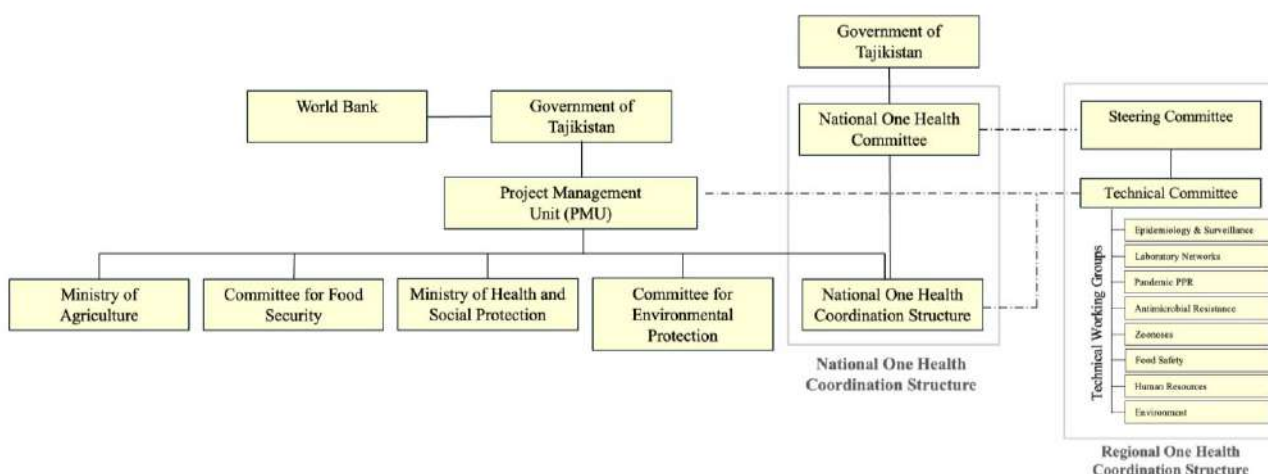 Government of
Tajikistan
World Bank
Government of
Tajikistan
National One Health
Committee
Steering Committee
Project Management
Unit (PMU)
Technical Committee
Technical Working Groups
Epidemiology & Surveillance
Laboratory Networks
Pandemic PPR
Antimicrobial Resistance
Zoonoses
Food Safety
Human Resources
Environment
Ministry of
Agriculture
Committee for Food
Security
Ministry of Health and
Social Protection
Committee for
Environmental
Protection
National One Health
Coordination Structure
National One Health
Coordination Structure
Regional One Health
Coordination Structure